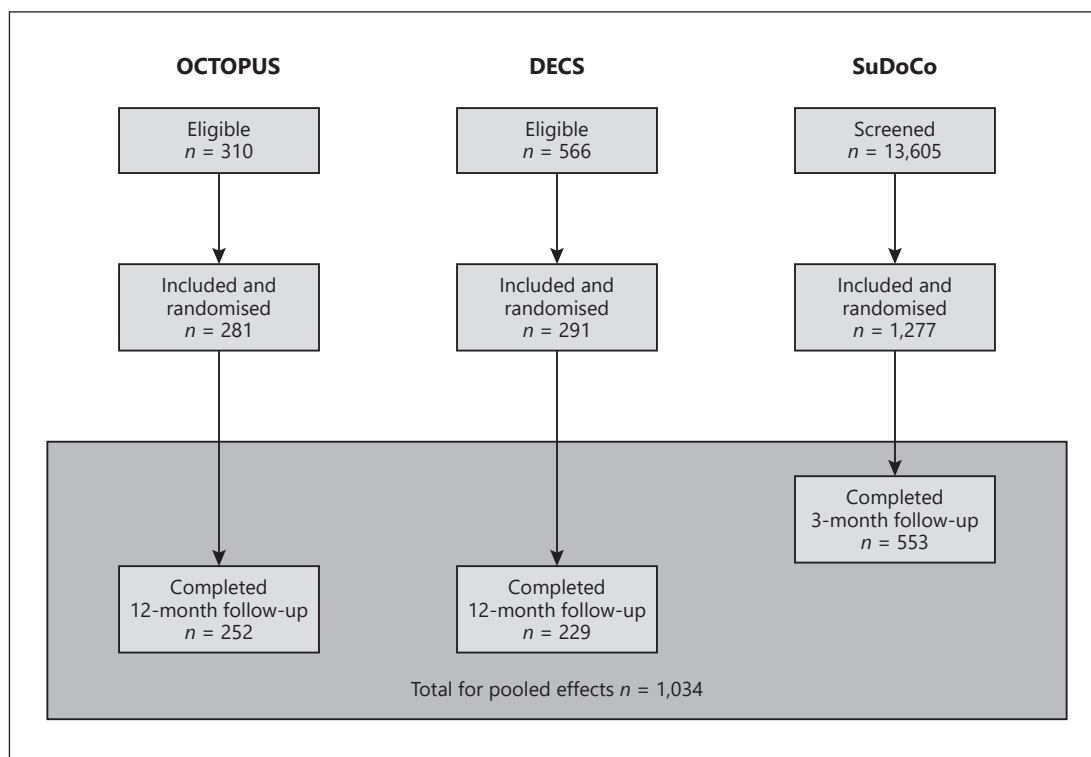 OCTOPUS
DECS
SuDoCo
Eligible
n = 310
Eligible
n = 566
Screened
n = 13,605
Included and
randomised
n = 281
Included and
randomised
n = 291
Included and
randomised
n = 1,277
Completed
3-month follow-up
n = 553
Completed
12-month follow-up
n = 252
Completed
12-month follow-up
n = 229
Total for pooled effects n = 1,034